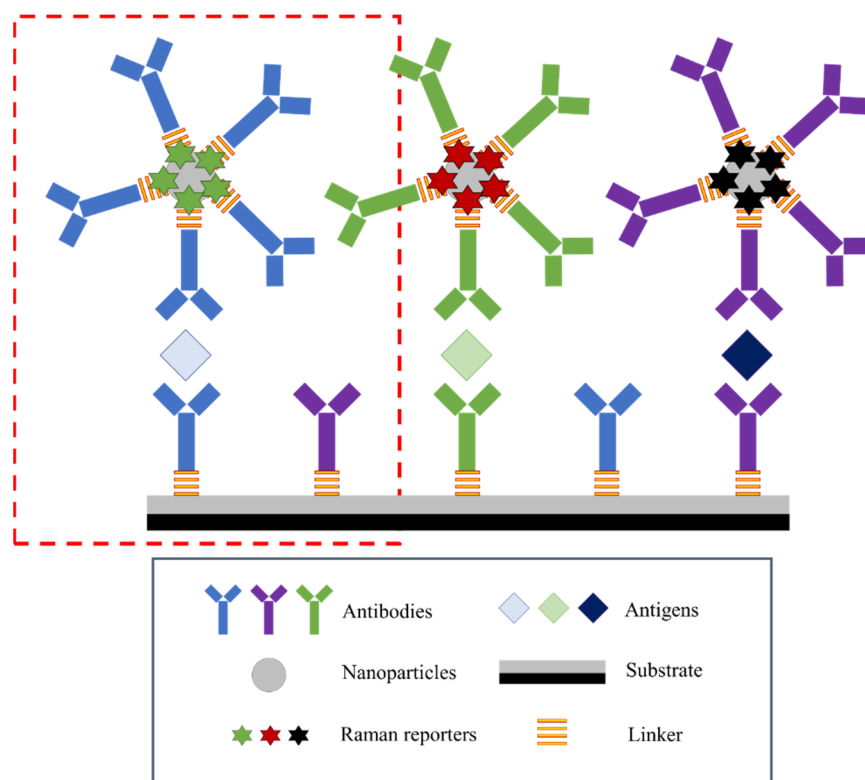 Antibodies
Antigens
Nanoparticles
Substrate
Raman reporters
Linker